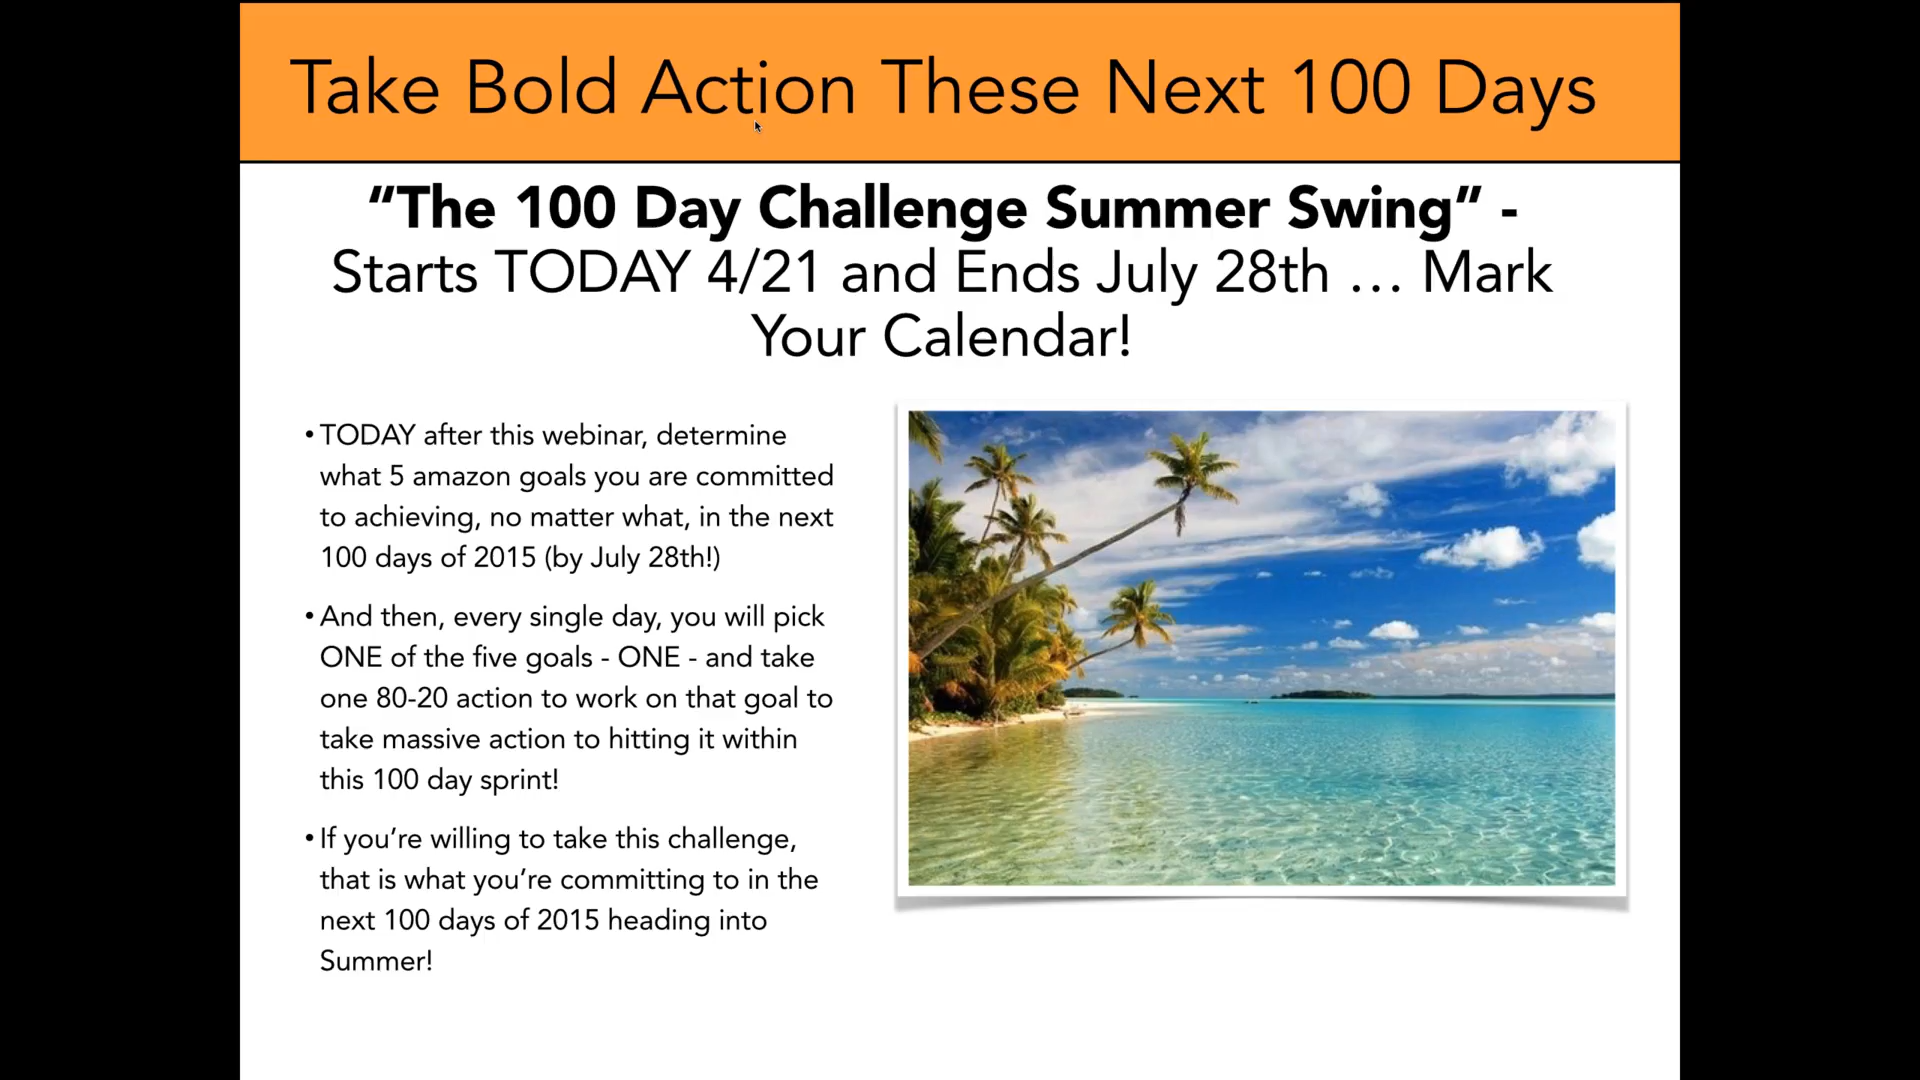 Take Bold Action These Next 100 Days
“The 100 Day Challenge Summer Swing” -
Starts TODAY 4/21 and Ends July 28th … Mark
Your Calendar!
• TODAY after this webinar, determine
what 5 amazon goals you are committed
to achieving, no matter what, in the next
100 days of 2015 (by July 28th!)
• And then, every single day, you will pick
ONE of the five goals - ONE - and take
one 80-20 action to work on that goal to
take massive action to hitting it within
this 100 day sprint!
• If you’re willing to take this challenge,
that is what you’re committing to in the
next 100 days of 2015 heading into
Summer!